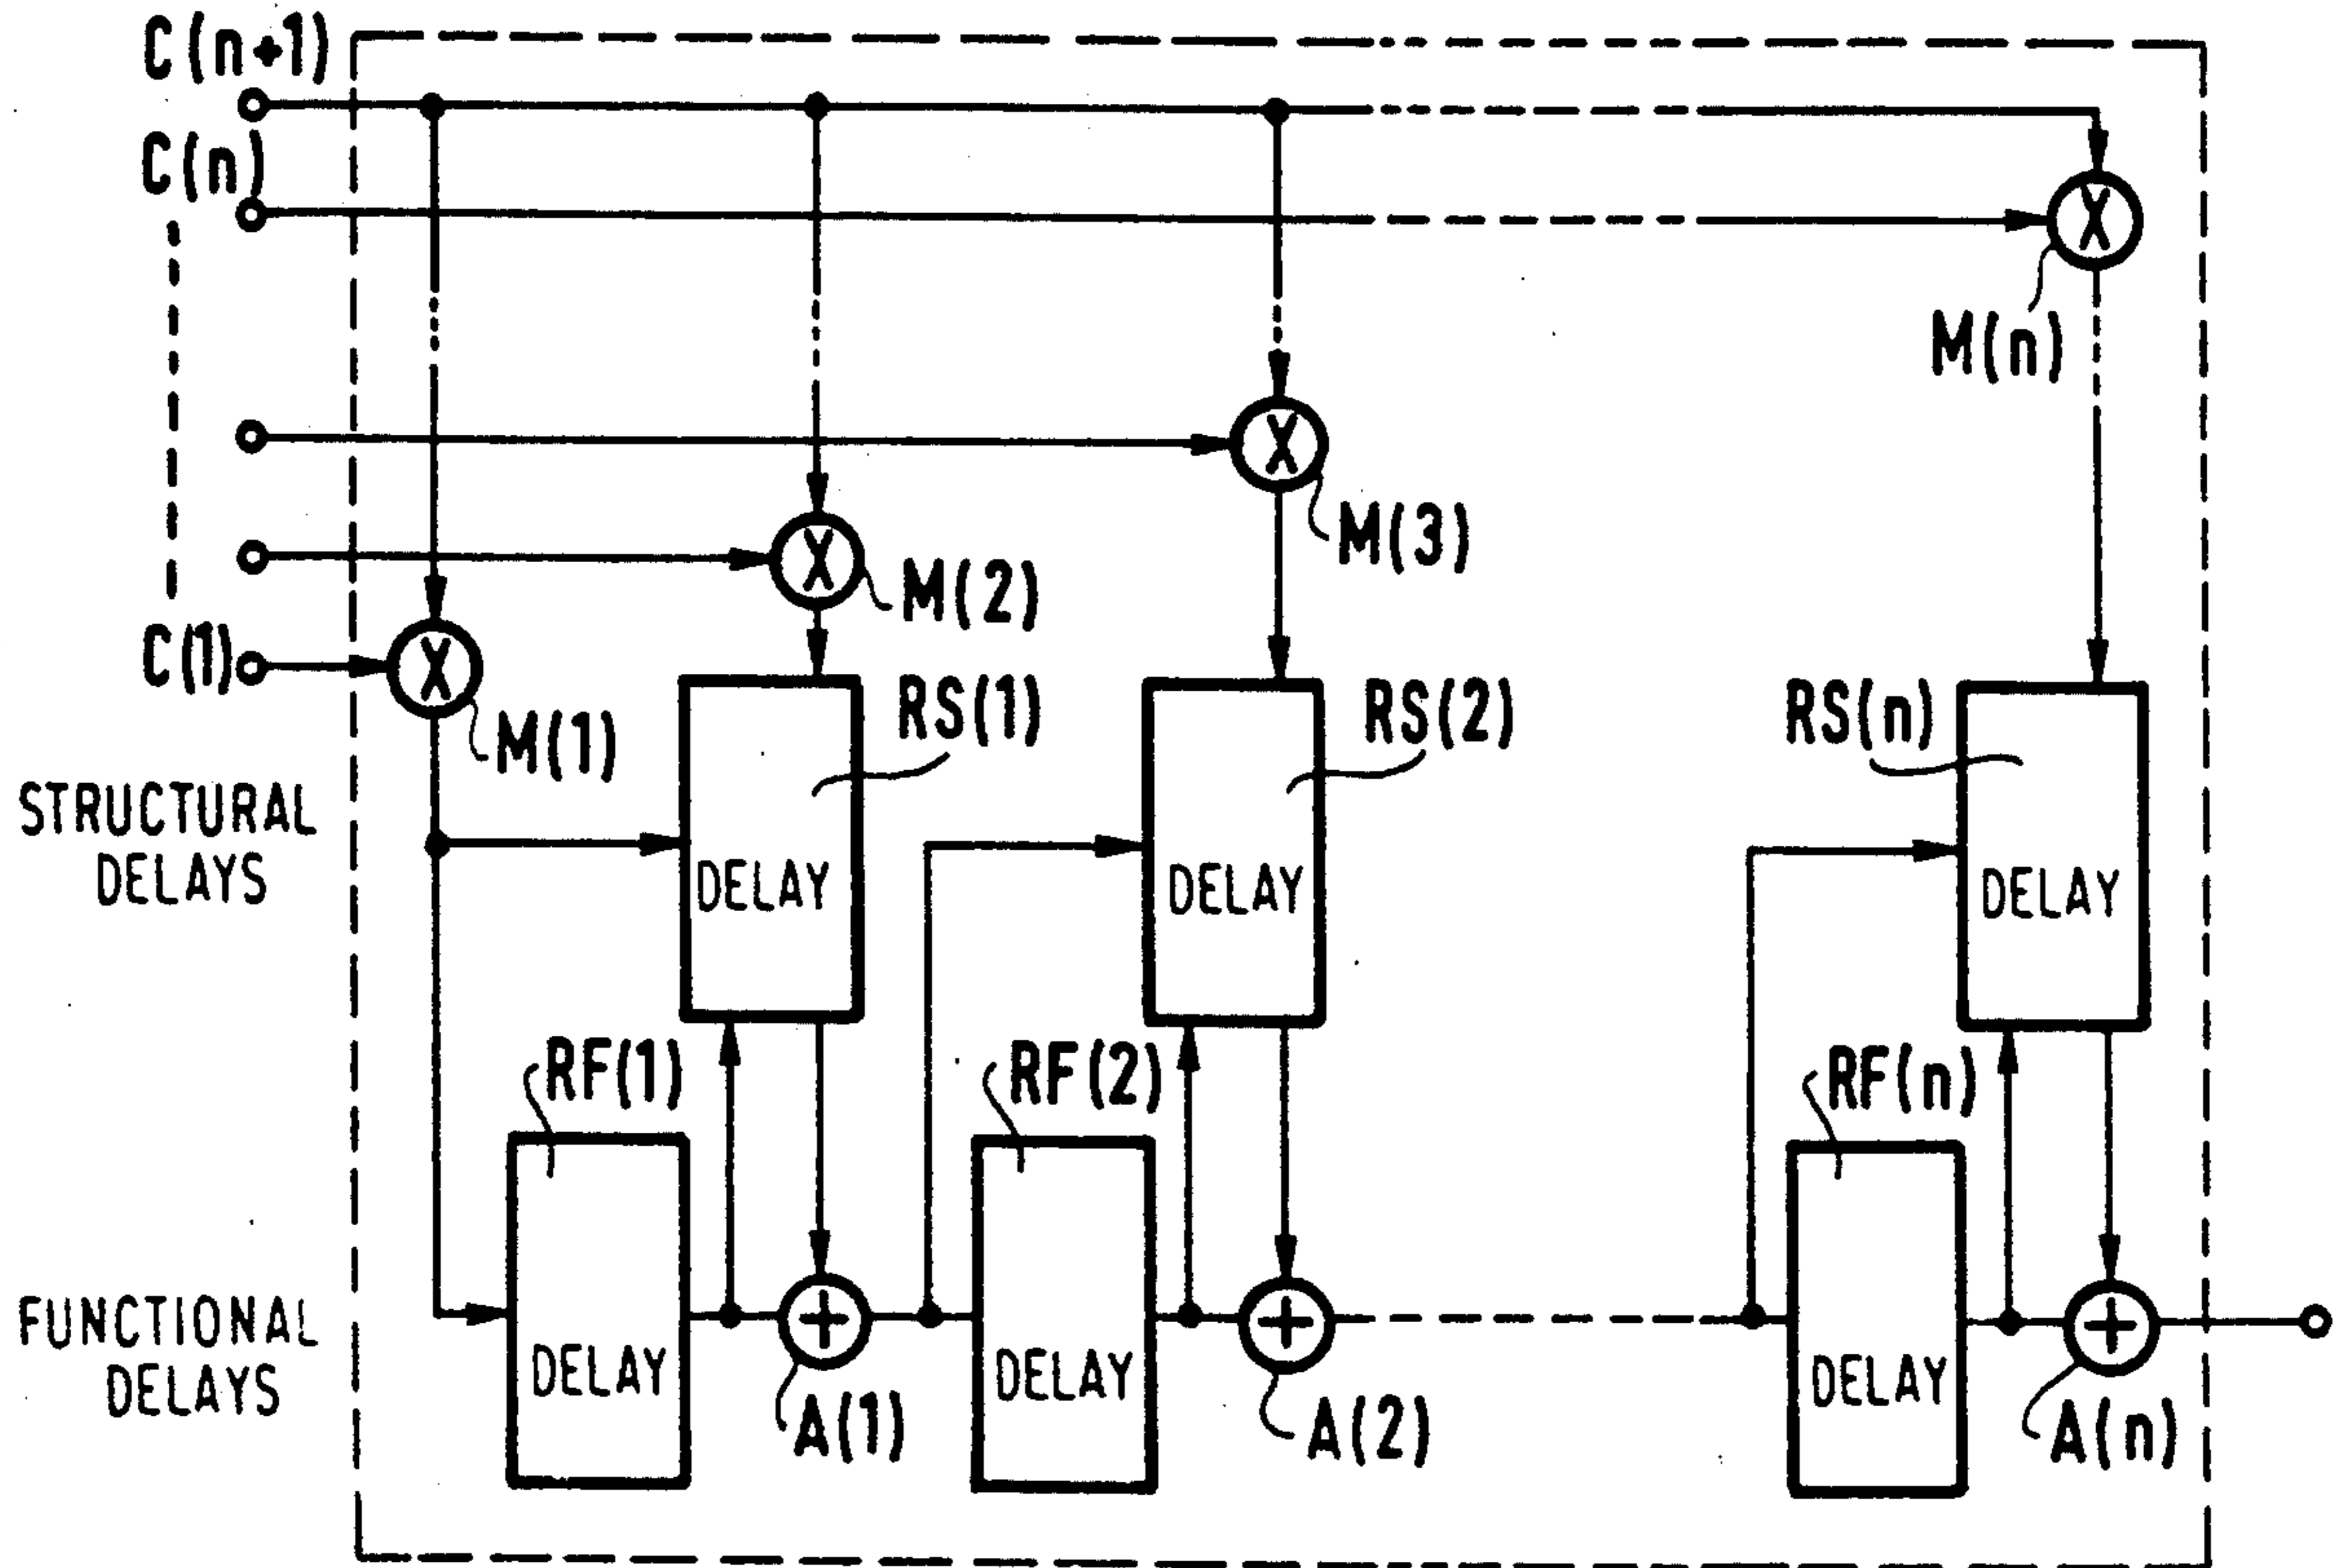 C(n+1)
C(n)
X
M(n)
X
M(3)
X
M(2)
C(1)
X
M(1)
RS(1)
RS(2)
RS(n)
STRUCTURAL
DELAYS
DELAY
DELAY
DELAY
RF(1)
RF(2)
RF(n)
FUNCTIONAL
DELAYS
+
+
+
DELAY
DELAY
DELAY
A(1)
A(2)
A(n)